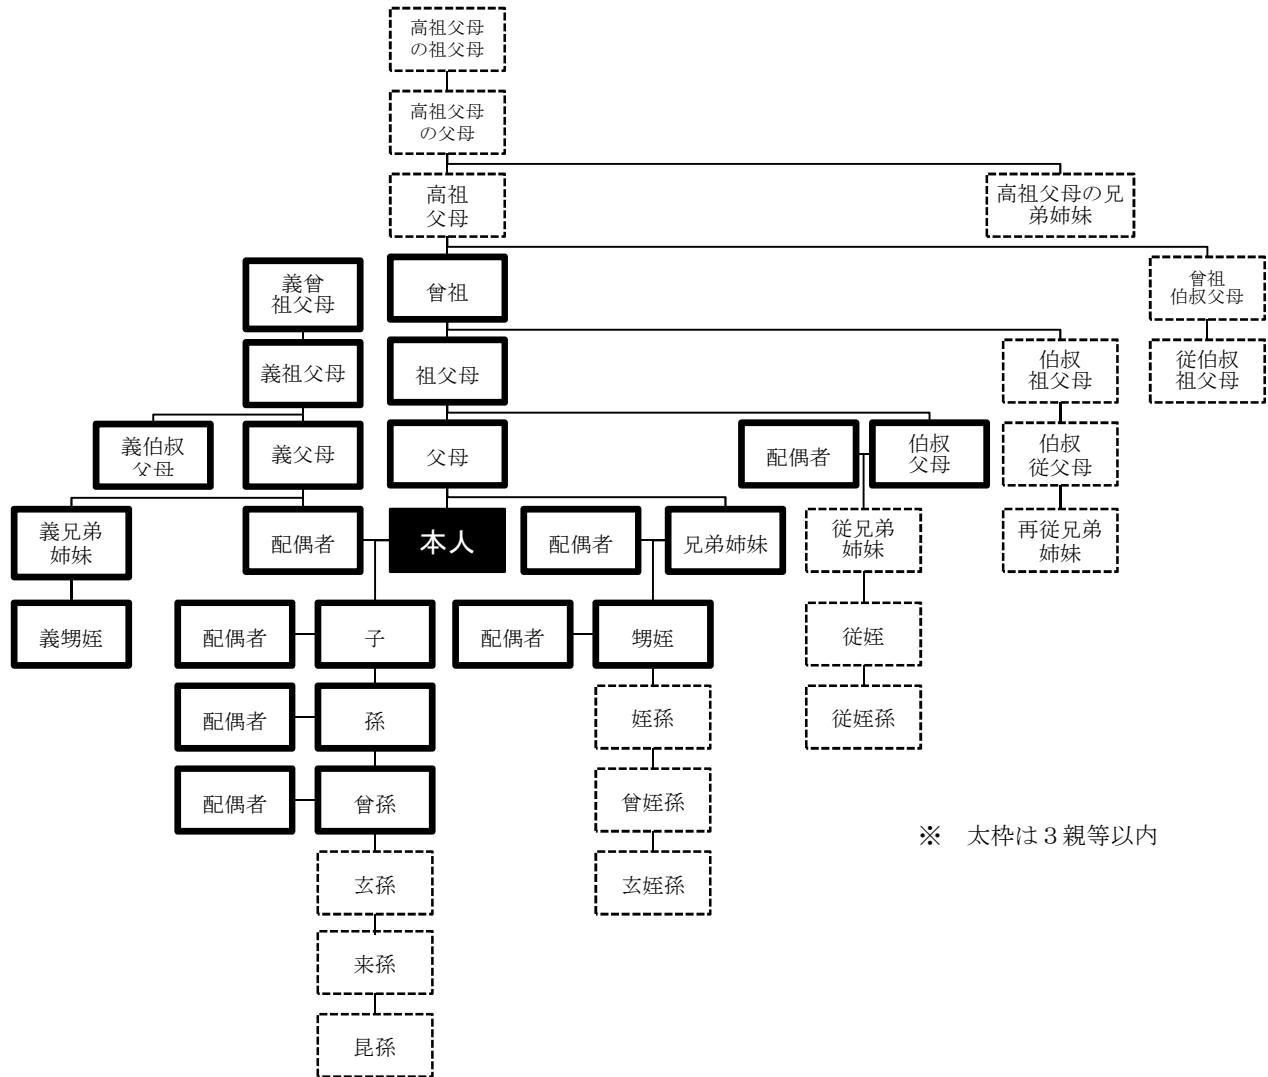 高祖父母
の祖父母
高祖父母
の父母
高祖
父母
高祖父母の兄
弟姉妹
義曾
祖父母
曾祖
曾祖
伯叔父母
義祖父母
祖父母
伯叔
祖父母
従伯叔
祖父母
義伯叔
父母
義父母
父母
配偶者
伯叔
父母
伯叔
従父母
義兄弟
姉妹
配偶者
本人
配偶者
兄弟姉妹
従兄弟
姉妹
再従兄弟
姉妹
義甥姪
配偶者
子
配偶者
甥姪
従姪
配偶者
孫
姪孫
従姪孫
配偶者
曾孫
曾姪孫
※　太枠は３親等以内
玄孫
玄姪孫
来孫
昆孫